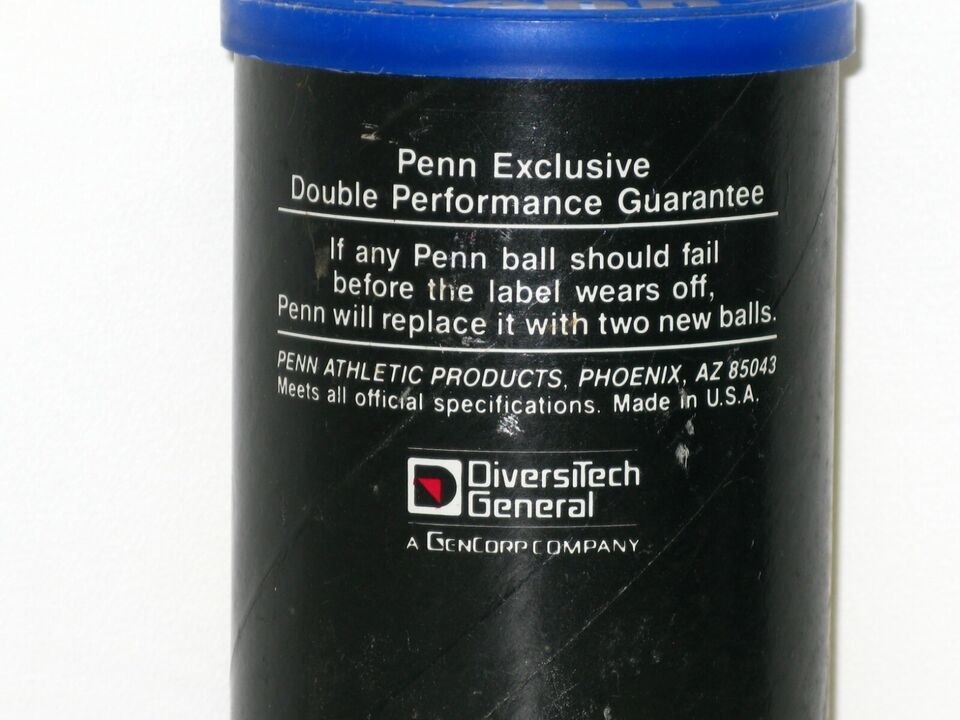 Penn Exclusive
Double Performance Guarantee
If any Penn ball should fail
before the label wears off,
Penn will replace it with two new balls.
PENN ATHLETIC PRODUCTS, PHOENIX, AZ 85043
Meets all official specifications. Made in U.S.A.
DiversiTech
General
A GENCORP COMPANY